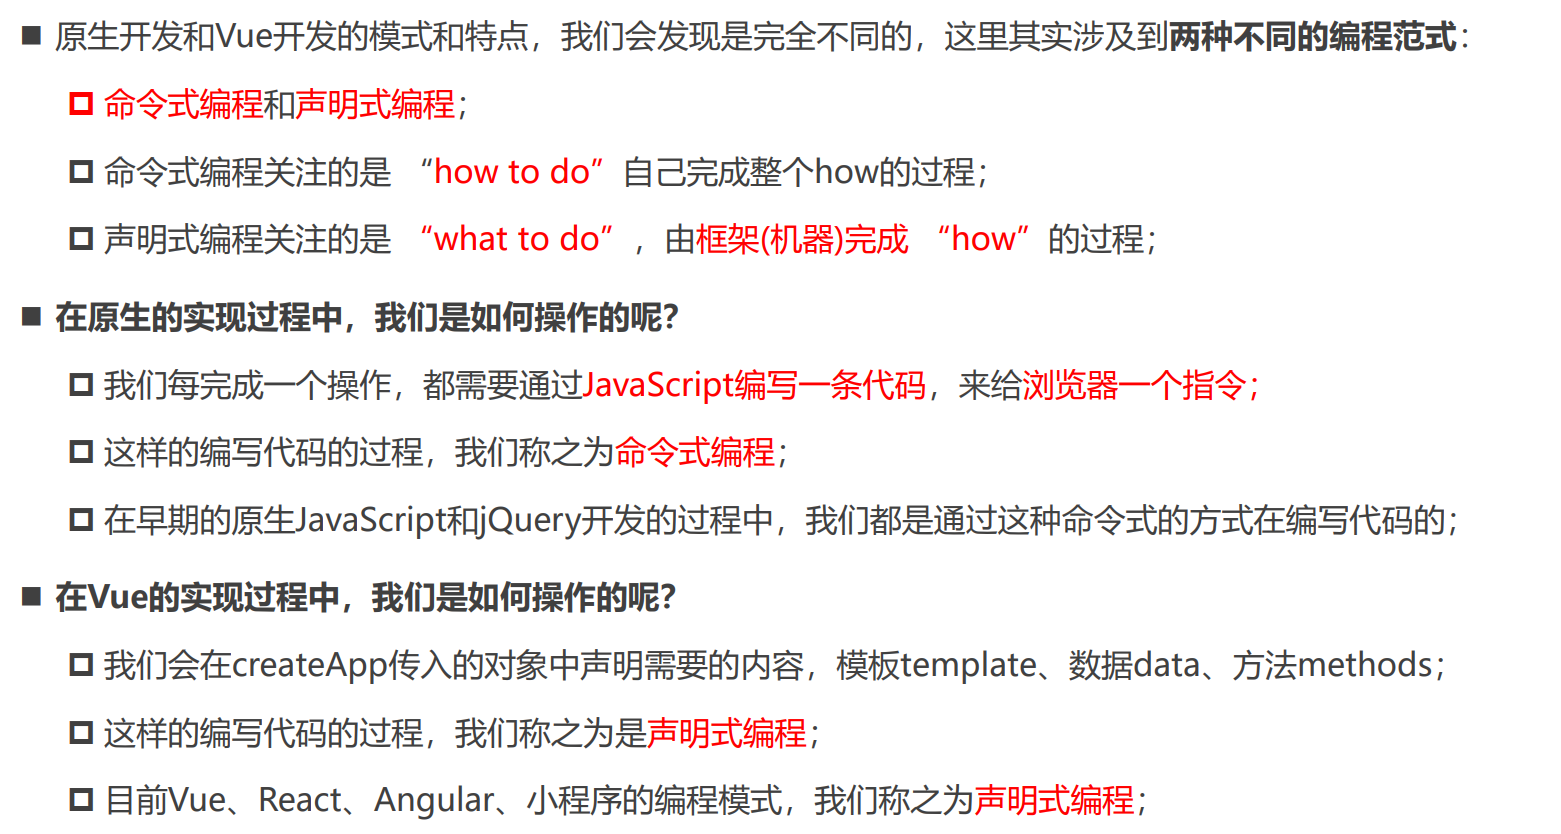 原生开发和Vue开发的模式和特点，我们会发现是完全不同的，这里其实涉及到两种不同的编程范式：
命令式编程和声明式编程；
命令式编程关注的是 “how to do”自己完成整个how的过程；
声明式编程关注的是 “what to do”，由框架(机器)完成 “how”的过程；
在原生的实现过程中，我们是如何操作的呢？
我们每完成一个操作，都需要通过JavaScript编写一条代码，来给浏览器一个指令；
这样的编写代码的过程，我们称之为命令式编程；
在早期的原生JavaScript和jQuery开发的过程中，我们都是通过这种命令式的方式在编写代码的；
在Vue的实现过程中，我们是如何操作的呢？
我们会在createApp传入的对象中声明需要的内容，模板template、数据data、方法methods；
这样的编写代码的过程，我们称之为是声明式编程；
目前Vue、React、Angular、小程序的编程模式，我们称之为声明式编程；